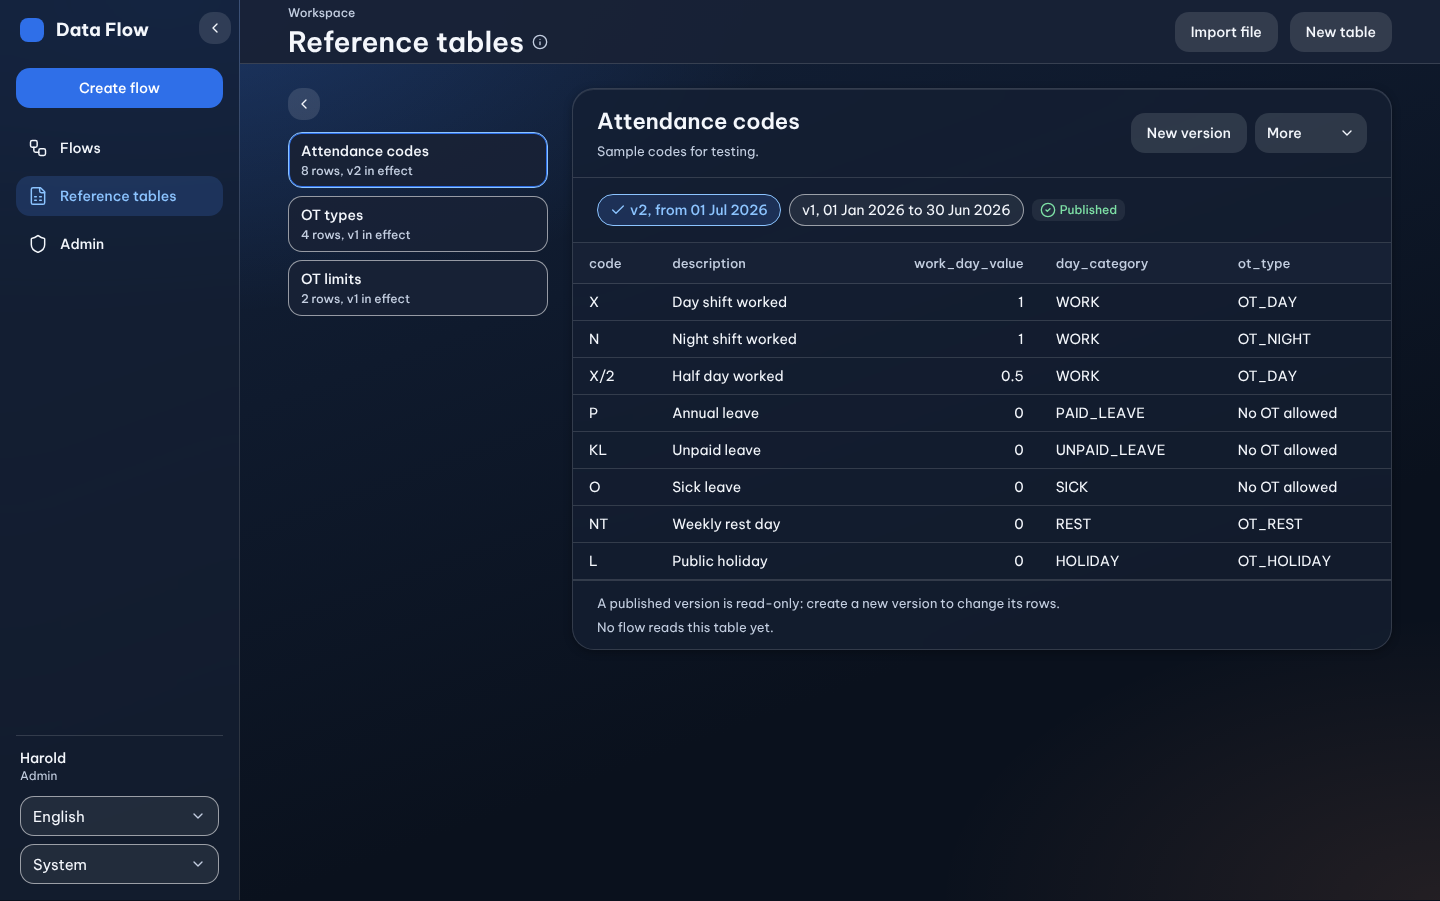 Data Flow
Create flow
Flows
Reference tables
Admin
Harold
Admin
English
System
Workspace
Reference tables
Import file
New table
Attendance codes
8 rows, v2 in effect
OT types
4 rows, v1 in effect
OT limits
2 rows, v1 in effect
Attendance codes
Sample codes for testing.
New version
More
v2, from 01 Jul 2026
v1, 01 Jan 2026 to 30 Jun 2026
Published
code description work_day_value day_category ot_type
X Day shift worked 1 WORK OT_DAY
N Night shift worked 1 WORK OT_NIGHT
X/2 Half day worked 0.5 WORK OT_DAY
P Annual leave 0 PAID_LEAVE No OT allowed
KL Unpaid leave 0 UNPAID_LEAVE No OT allowed
O Sick leave 0 SICK No OT allowed
NT Weekly rest day 0 REST OT_REST
L Public holiday 0 HOLIDAY OT_HOLIDAY
A published version is read-only: create a new version to change its rows.
No flow reads this table yet.